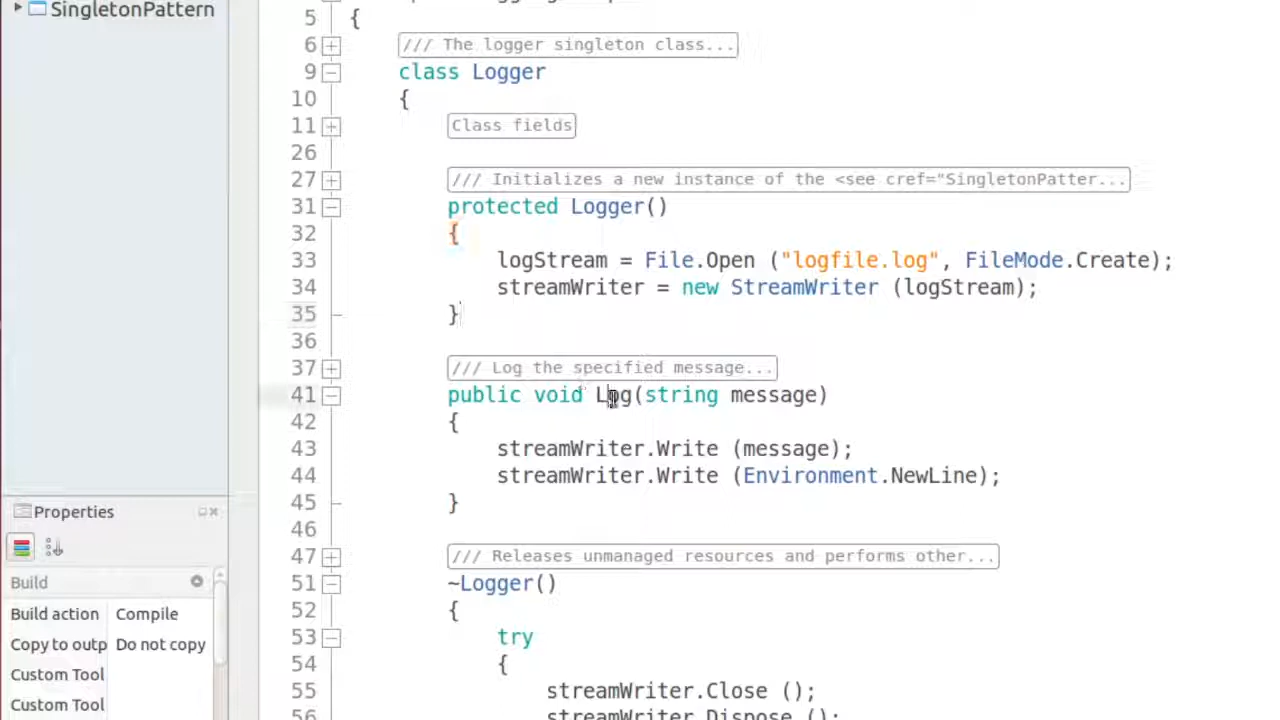 SingletonPattern
5 {
6 /// The logger singleton class...
9 class Logger
10 {
11 Class fields
26
27 /// Initializes a new instance of the <see cref="SingletonPatter...
31 protected Logger()
32 {
33 logStream = File.Open ("logfile.log", FileMode.Create);
34 streamWriter = new StreamWriter (logStream);
35 }
36
37 /// Log the specified message...
41 public void Log(string message)
42 {
43 streamWriter.Write (message);
44 streamWriter.Write (Environment.NewLine);
45 }
46
47 /// Releases unmanaged resources and performs other...
51 ~Logger()
52 {
53 try
54 {
55 streamWriter.Close ();
56 streamWriter.Dispose ();
Properties
Build
Build action Compile
Copy to outp Do not copy
Custom Tool
Custom Tool